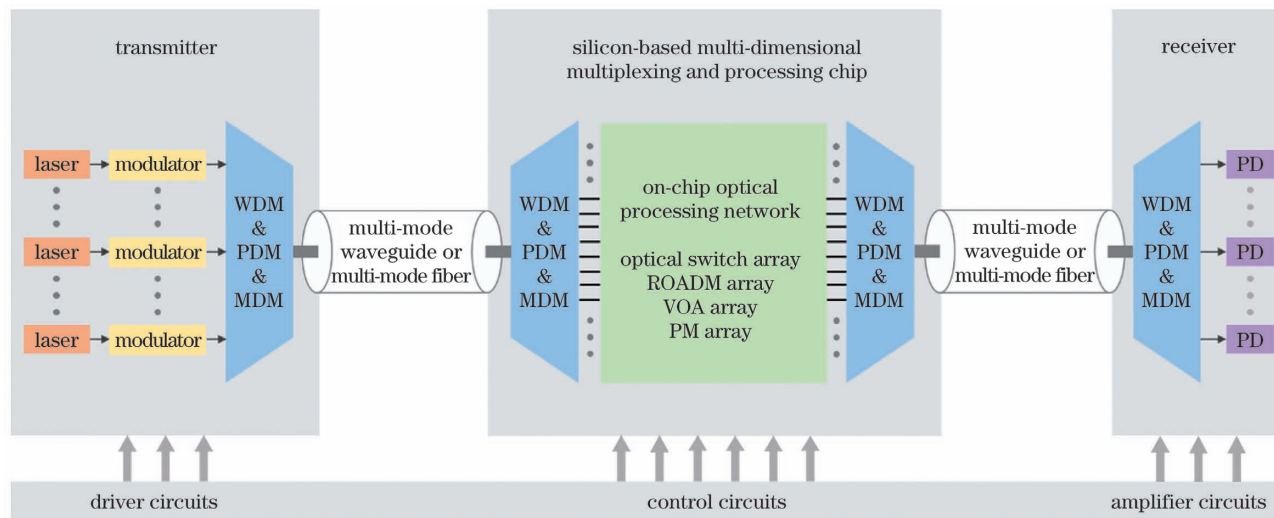 transmitter
laser
modulator
laser
modulator
laser
modulator
WDM
&
PDM
&
MDM
multi-mode
waveguide or
multi-mode fiber
silicon-based multi-dimensional
multiplexing and processing chip
WDM
&
PDM
&
MDM
on-chip optical
processing network
optical switch array
ROADM array
VOA array
PM array
WDM
&
PDM
&
MDM
multi-mode
waveguide or
multi-mode fiber
receiver
WDM
&
PDM
&
MDM
PD
PD
PD
driver circuits
control circuits
amplifier circuits